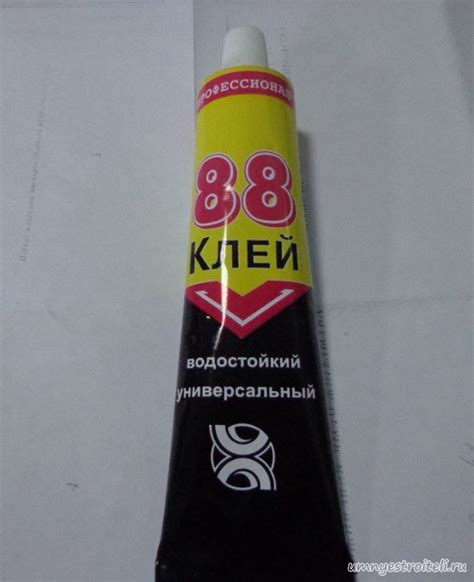 ПРОФЕССИОНАЛ
88
КЛЕЙ
водостойкий
универсальный
umnyestroiteli.ru